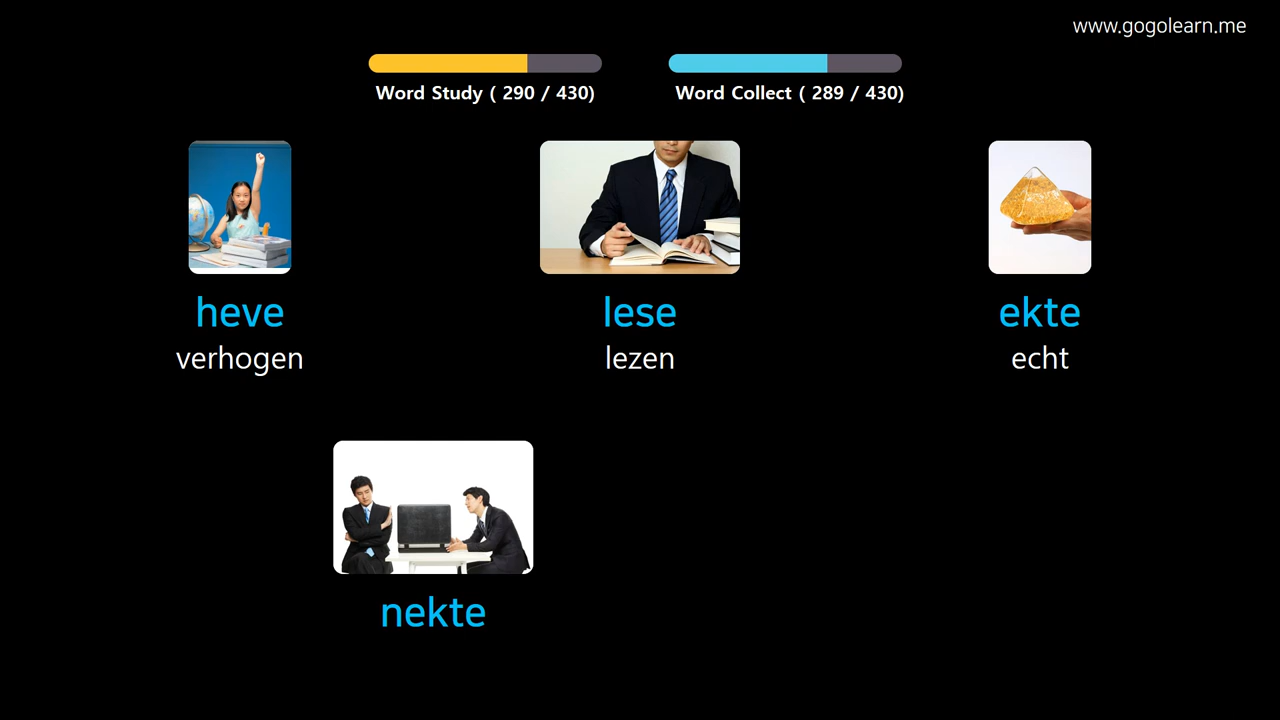 www.gogolearn.me
Word Study ( 290 / 430)
Word Collect ( 289 / 430)
heve
verhogen
lese
lezen
ekte
echt
nekte